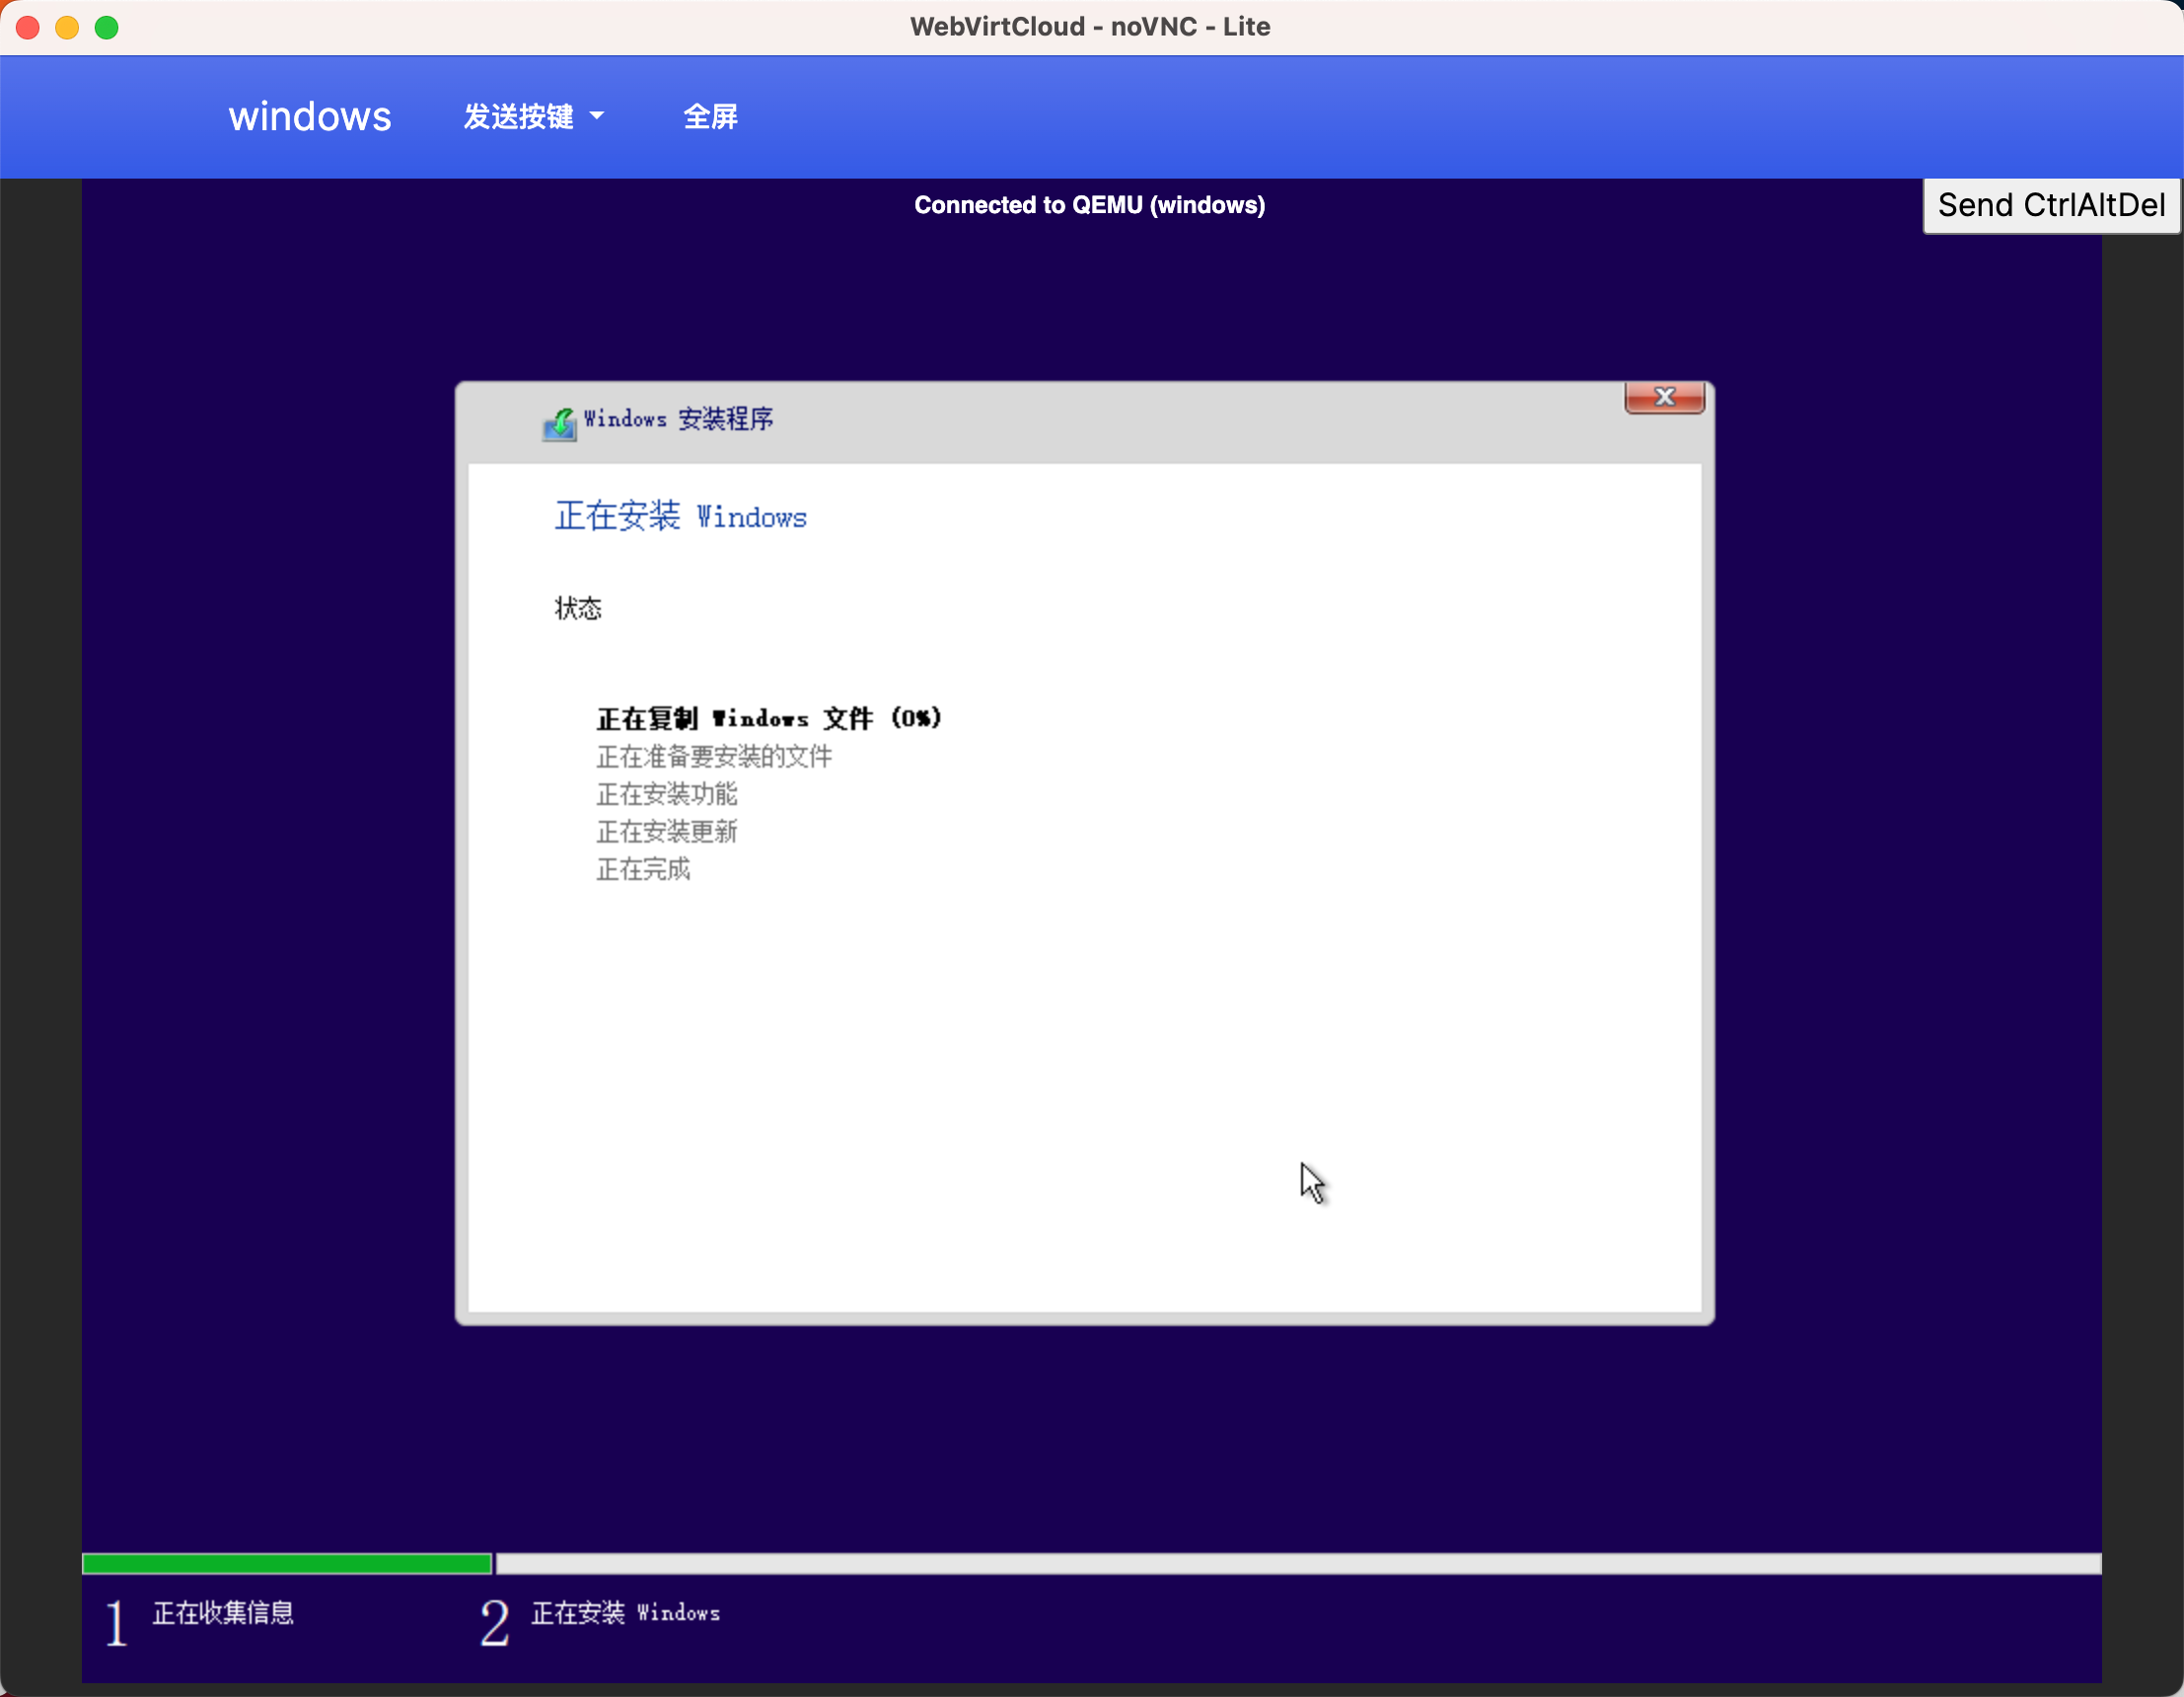 WebVirtCloud - noVNC - Lite
windows 发送按键 全屏
Connected to QEMU (windows)
Send CtrlAltDel
Windows 安装程序
正在安装 Windows
状态
正在复制 Windows 文件 (0%)
正在准备要安装的文件
正在安装功能
正在安装更新
正在完成
1 正在收集信息 2 正在安装 Windows